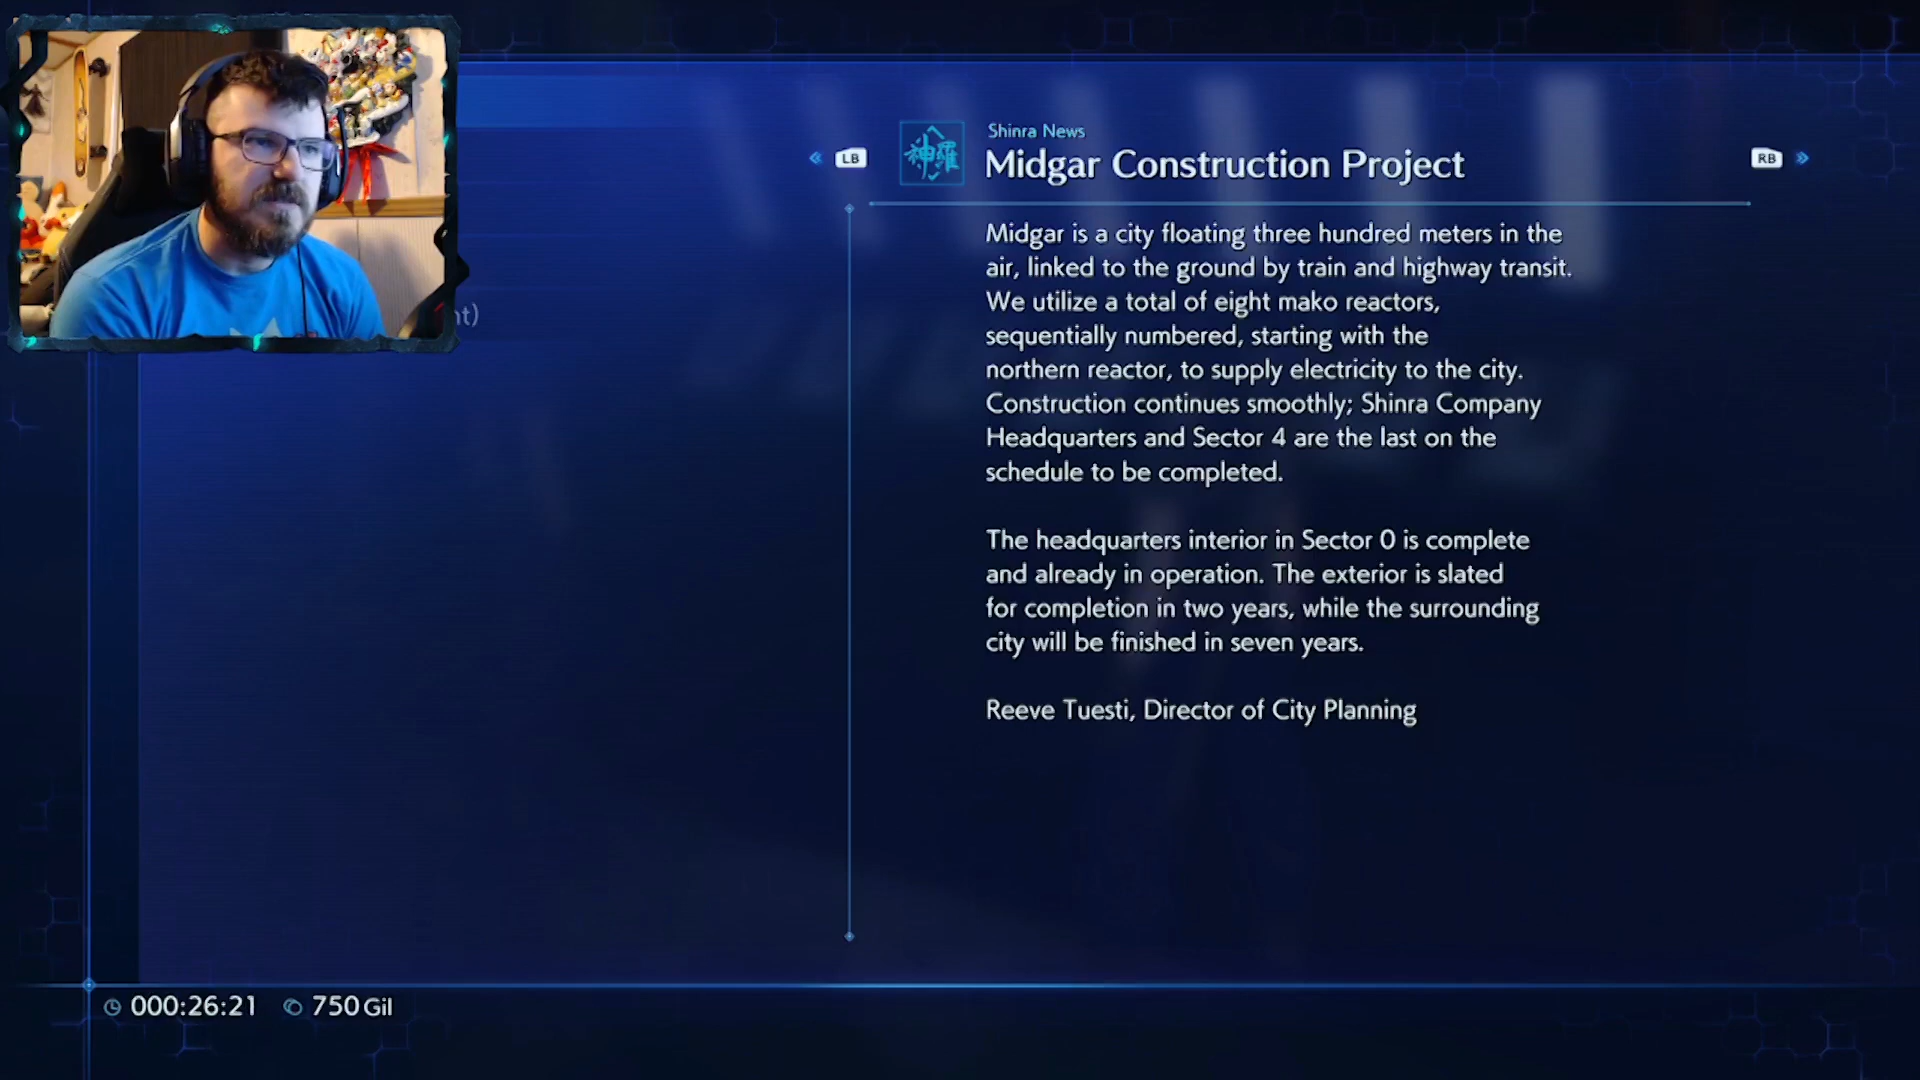 Shinra News
LB
神羅
Midgar Construction Project
RB
Midgar is a city floating three hundred meters in the
air, linked to the ground by train and highway transit.
We utilize a total of eight mako reactors,
sequentially numbered, starting with the
northern reactor, to supply electricity to the city.
Construction continues smoothly; Shinra Company
Headquarters and Sector 4 are the last on the
schedule to be completed.
The headquarters interior in Sector 0 is complete
and already in operation. The exterior is slated
for completion in two years, while the surrounding
city will be finished in seven years.
Reeve Tuesti, Director of City Planning
nt)
000:26:21 750 Gil